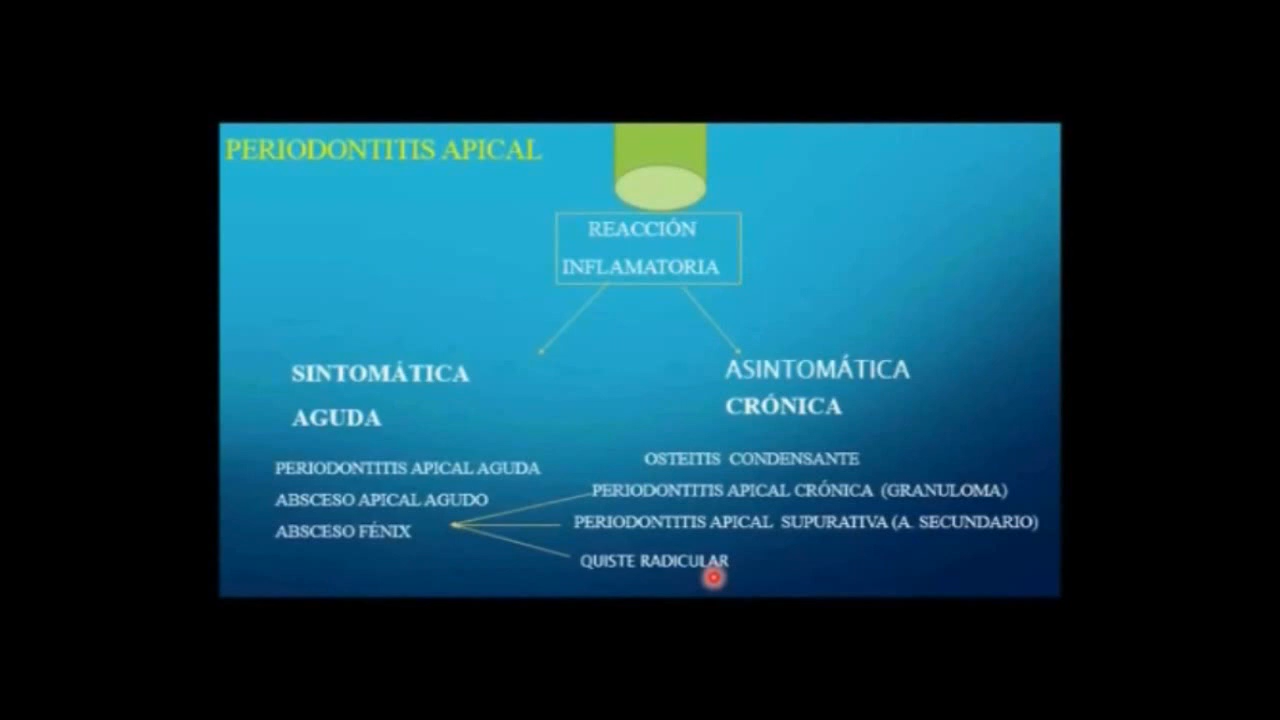 PERIODONTITIS APICAL
REACCIÓN
INFLAMATORIA
SINTOMÁTICA
AGUDA
PERIODONTITIS APICAL AGUDA
ABSCESO APICAL AGUDO
ABSCESO FÉNIX
ASINTOMÁTICA
CRÓNICA
OSTEITIS CONDENSANTE
PERIODONTITIS APICAL CRÓNICA (GRANULOMA)
PERIODONTITIS APICAL SUPURATIVA (A. SECUNDARIO)
QUISTE RADICULAR